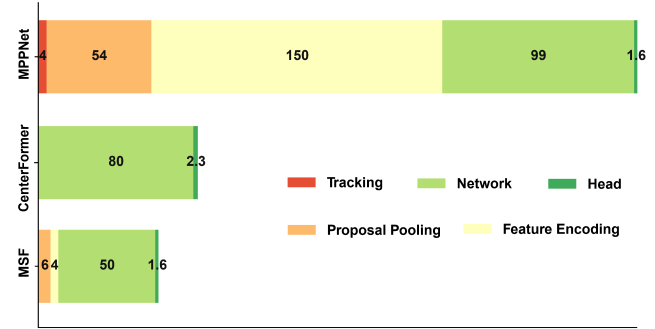 MPPNet
4 54 150 99 1.6
CenterFormer
80 2.3
Tracking Network Head
Proposal Pooling Feature Encoding
MSF
6 4 50 1.6